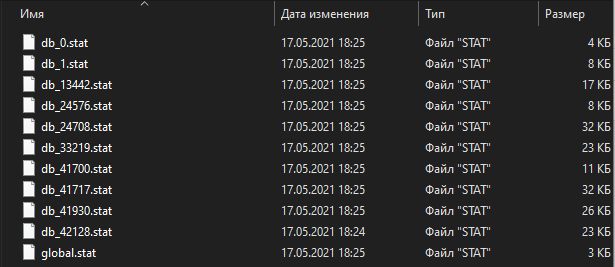 Имя Дата изменения Тип Размер
db_0.stat 17.05.2021 18:25 Файл "STAT" 4 КБ
db_1.stat 17.05.2021 18:25 Файл "STAT" 8 КБ
db_13442.stat 17.05.2021 18:25 Файл "STAT" 17 КБ
db_24576.stat 17.05.2021 18:25 Файл "STAT" 8 КБ
db_24708.stat 17.05.2021 18:25 Файл "STAT" 32 КБ
db_33219.stat 17.05.2021 18:25 Файл "STAT" 23 КБ
db_41700.stat 17.05.2021 18:25 Файл "STAT" 11 КБ
db_41717.stat 17.05.2021 18:25 Файл "STAT" 32 КБ
db_41930.stat 17.05.2021 18:25 Файл "STAT" 26 КБ
db_42128.stat 17.05.2021 18:24 Файл "STAT" 23 КБ
global.stat 17.05.2021 18:25 Файл "STAT" 3 КБ